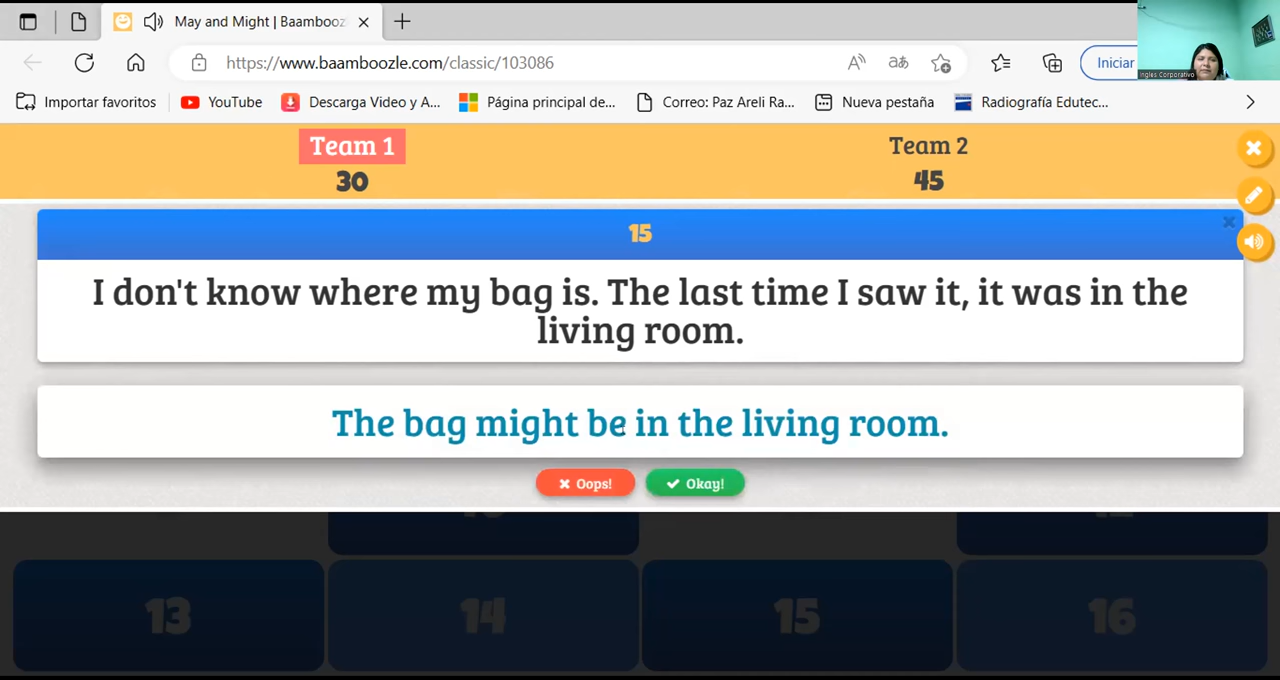 May and Might | Baambooz
https://www.baamboozle.com/classic/103086
Iniciar
Ingles Corporativo
Importar favoritos
YouTube
Descarga Video y A...
Página principal de...
Correo: Paz Areli Ra...
Nueva pestaña
Radiografía Edutec...
Team 1
30
Team 2
45
15
I don't know where my bag is. The last time I saw it, it was in the
living room.
The bag might be in the living room.
Oops!
Okay!
13
14
15
16